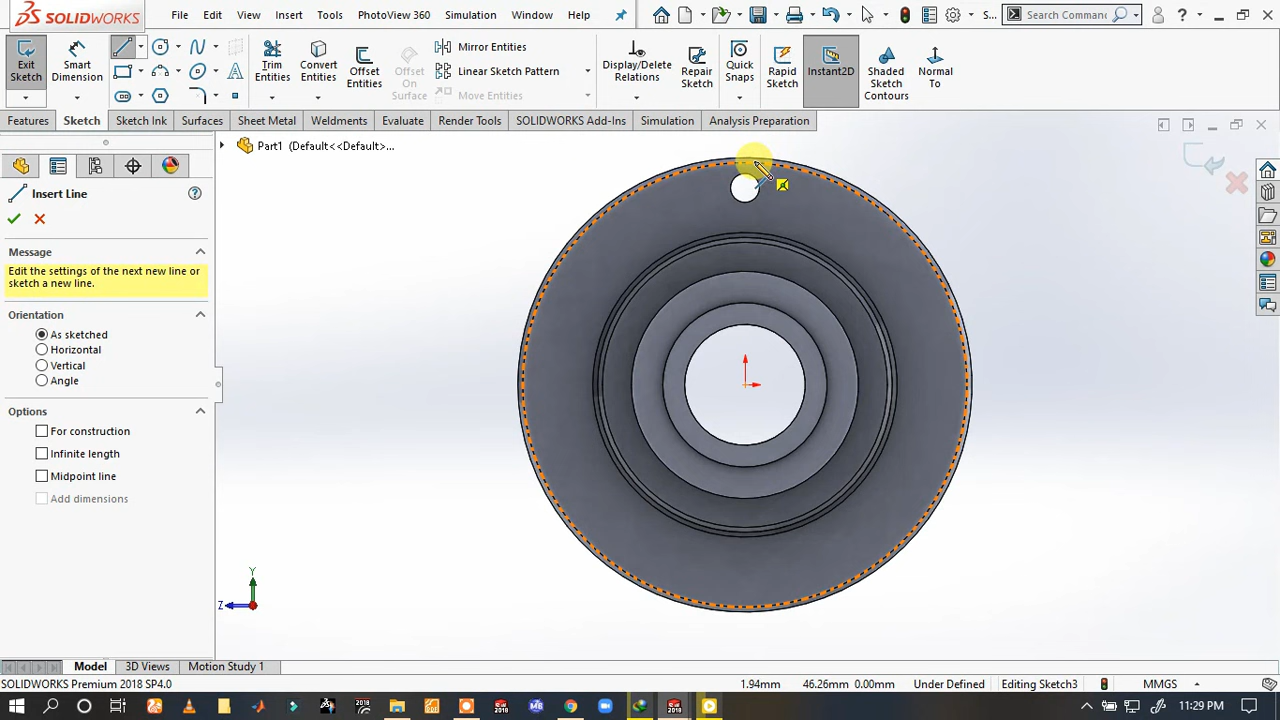 SOLIDWORKS
File Edit View Insert Tools PhotoView 360 Simulation Window Help
S...
Search Commanc
Exit Sketch
Smart Dimension
Trim Entities
Convert Entities
Offset Entities
Offset On Surface
Mirror Entities
Linear Sketch Pattern
Move Entities
Display/Delete Relations
Repair Sketch
Quick Snaps
Rapid Sketch
Instant2D
Shaded Sketch Contours
Normal To
Features Sketch Sketch Ink Surfaces Sheet Metal Weldments Evaluate Render Tools SOLIDWORKS Add-Ins Simulation Analysis Preparation
Part1 (Default<<Default>...
Insert Line
Message
Edit the settings of the next new line or
sketch a new line.
Orientation
As sketched
Horizontal
Vertical
Angle
Options
For construction
Infinite length
Midpoint line
Add dimensions
Y
Z
Model 3D Views Motion Study 1
SOLIDWORKS Premium 2018 SP4.0
1.94mm 46.26mm 0.00mm Under Defined Editing Sketch3 MMGS
11:29 PM